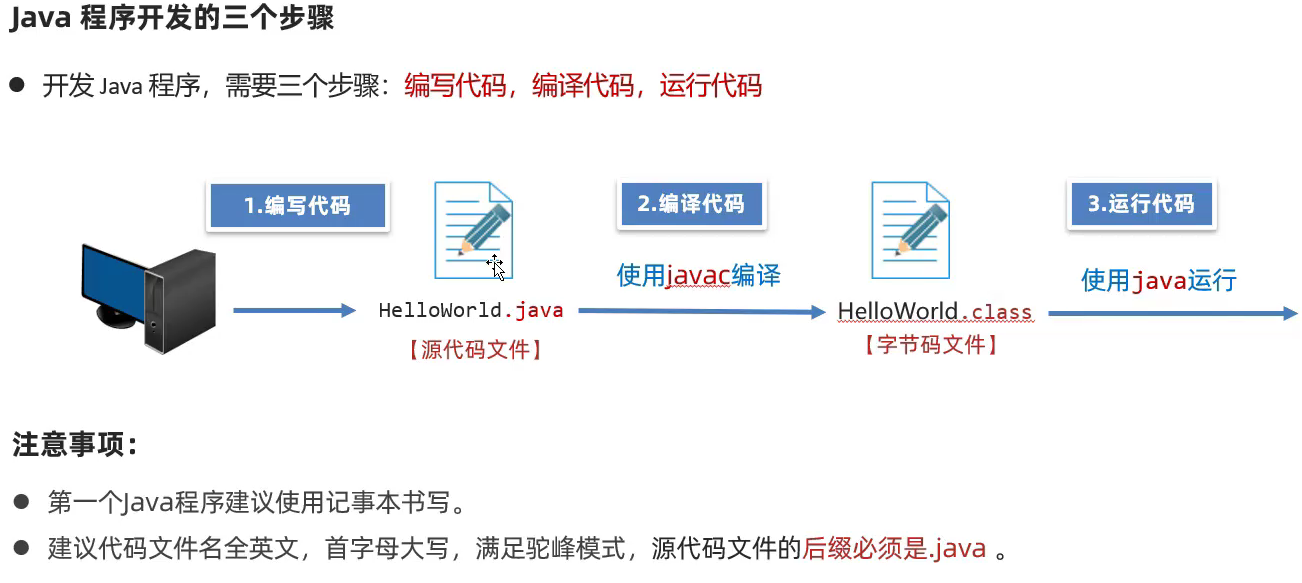 Java 程序开发的三个步骤
● 开发 Java 程序，需要三个步骤：编写代码，编译代码，运行代码
1.编写代码
2.编译代码
3.运行代码
使用javac编译
使用java运行
HelloWorld.java
HelloWorld.class
【源代码文件】
【字节码文件】
注意事项：
● 第一个Java程序建议使用记事本书写。
● 建议代码文件名全英文，首字母大写，满足驼峰模式，源代码文件的后缀必须是.java 。